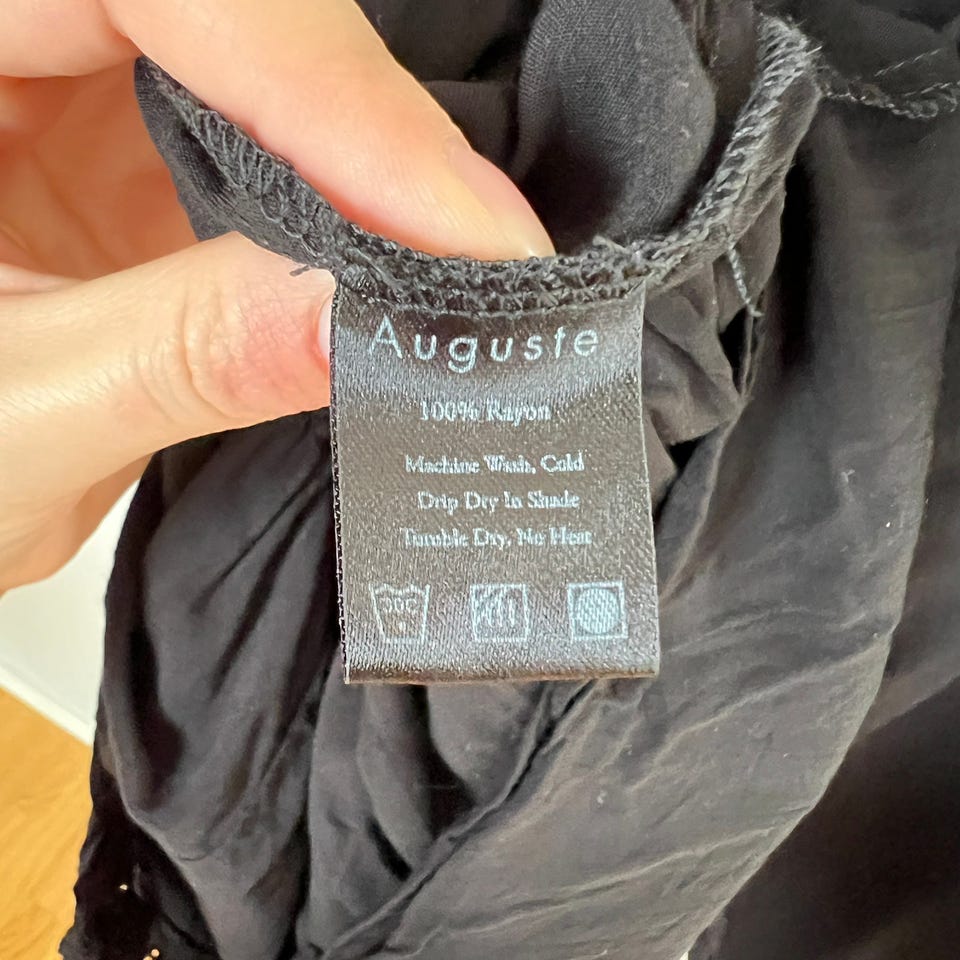 Auguste
100% Rayon
Machine Wash, Cold
Drip Dry In Shade
Tumble Dry, No Heat
30C